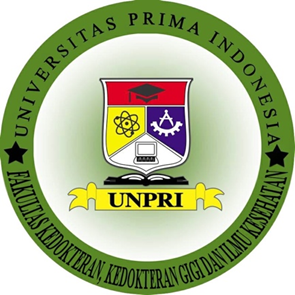 UNIVERSITAS PRIMA INDONESIA
UNPRI
FAKULTAS KEDOKTERAN, KEDOKTERAN GIGI DAN ILMU KESEHATAN